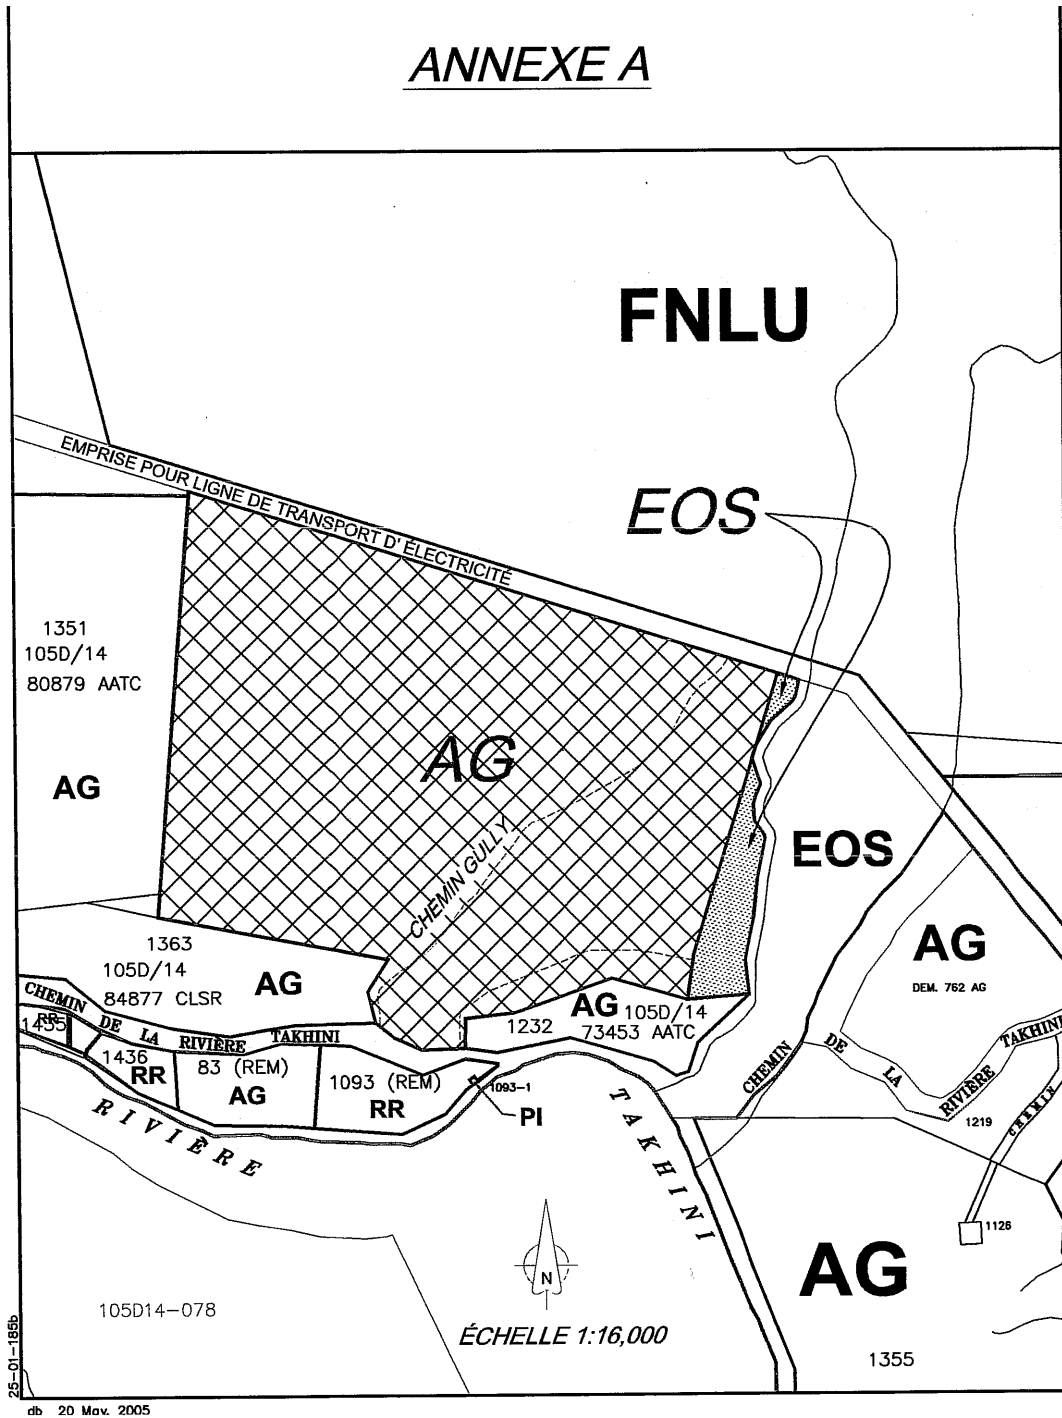 ANNEXE A
FNLU
EMPRISE POUR LIGNE DE TRANSPORT D' ÉLECTRICITÉ
EOS
1351
105D/14
80879 AATC
AG
AG
CHEMIN GULLY
EOS
AG
DEM. 762 AG
1363
105D/14
84877 CLSR
AG
AG
105D/14
1232
73453 AATC
CHEMIN DE LA RIVIÈRE TAKHINI
1435
RR
1436
RR
83 (REM)
AG
1093 (REM)
RR
1093-1
PI
CHEMIN DE LA RIVIÈRE TAKHINI
1219
CHEMIN
1126
RIVIÈRE TAKHINI
AG
1355
N
ÉCHELLE 1:16,000
105D14-078
25-01-185b
db 20 May. 2005